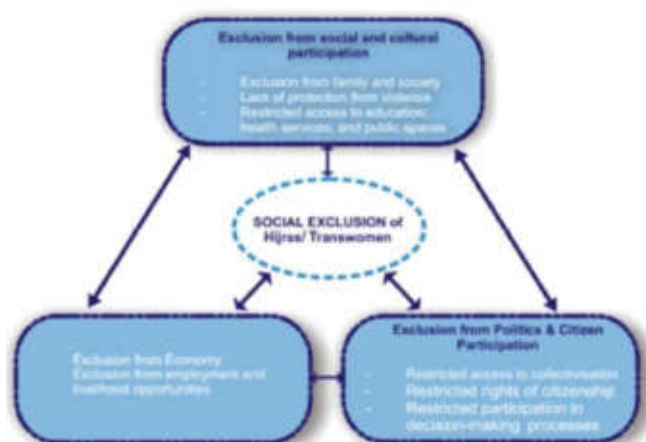 Exclusion from social and cultural
participation
- Exclusion from family and society
- Lack of protection from violence
- Restricted access to education,
health services, and public spaces
SOCIAL EXCLUSION of
Hijras/ Transwomen
Exclusion from Economy
Exclusion from employment and
livelihood opportunities
Exclusion from Politics & Citizen
Participation
- Restricted access to collectivisation
- Restricted rights of citizenship
- Restricted participation in
decision-making processes